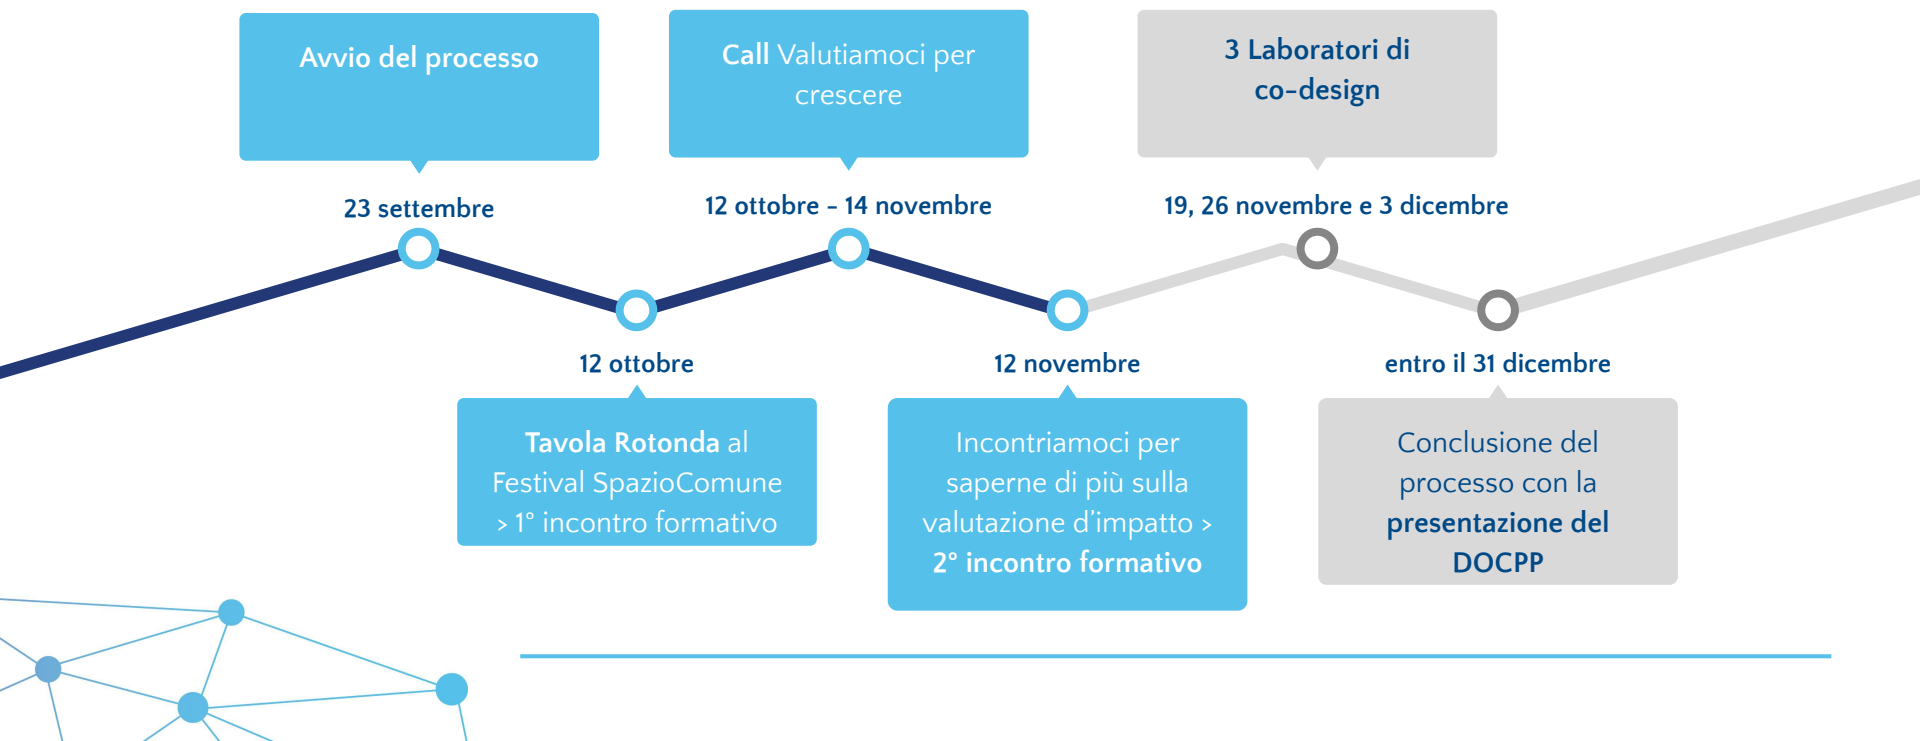 Avvio del processo
23 settembre
12 ottobre
Tavola Rotonda al
Festival SpazioComune
> 1° incontro formativo
Call Valutiamoci per
crescere
12 ottobre - 14 novembre
12 novembre
Incontriamoci per
saperne di più sulla
valutazione d'impatto >
2° incontro formativo
3 Laboratori di
co-design
19, 26 novembre e 3 dicembre
entro il 31 dicembre
Conclusione del
processo con la
presentazione del
DOCPP